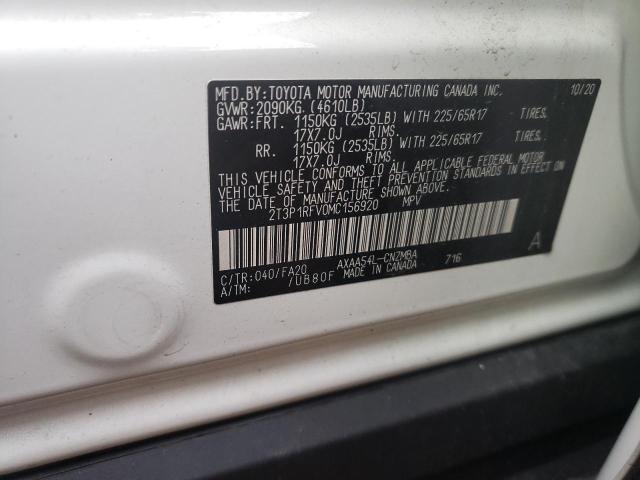 MFD.BY:TOYOTA MOTOR MANUFACTURING CANADA INC. 10/20
GVWR:2090KG (4610LB)
GAWR:FRT. 1150KG (2535LB) WITH 225/65R17 TIRES.
17X7.0J RIMS.
RR. 1150KG (2535LB) WITH 225/65R17 TIRES.
17X7.0J RIMS.
THIS VEHICLE CONFORMS TO ALL APPLICABLE FEDERAL MOTOR
VEHICLE SAFETY AND THEFT PREVENTION STANDARDS IN EFFECT ON
THE DATE OF MANUFACTURE SHOWN ABOVE.
2T3P1RFV0MC156920 MPV
A
C/TR:040/FA20 AXAA54L-CNZMBA 716
A/TM: /UB80F MADE IN CANADA